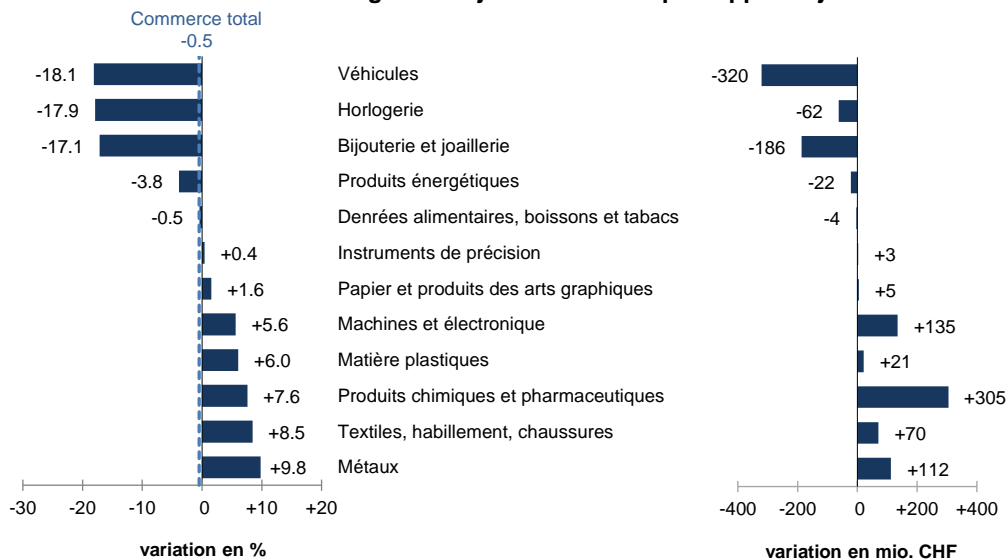 Commerce total
-0.5
-18.1 Véhicules -320
-17.9 Horlogerie -62
-17.1 Bijouterie et joaillerie -186
-3.8 Produits énergétiques -22
-0.5 Denrées alimentaires, boissons et tabacs -4
+0.4 Instruments de précision +3
+1.6 Papier et produits des arts graphiques +5
+5.6 Machines et électronique +135
+6.0 Matière plastiques +21
+7.6 Produits chimiques et pharmaceutiques +305
+8.5 Textiles, habillement, chaussures +70
+9.8 Métaux +112
-30 -20 -10 0 +10 +20 -400 -200 0 +200 +400
variation en % variation en mio. CHF